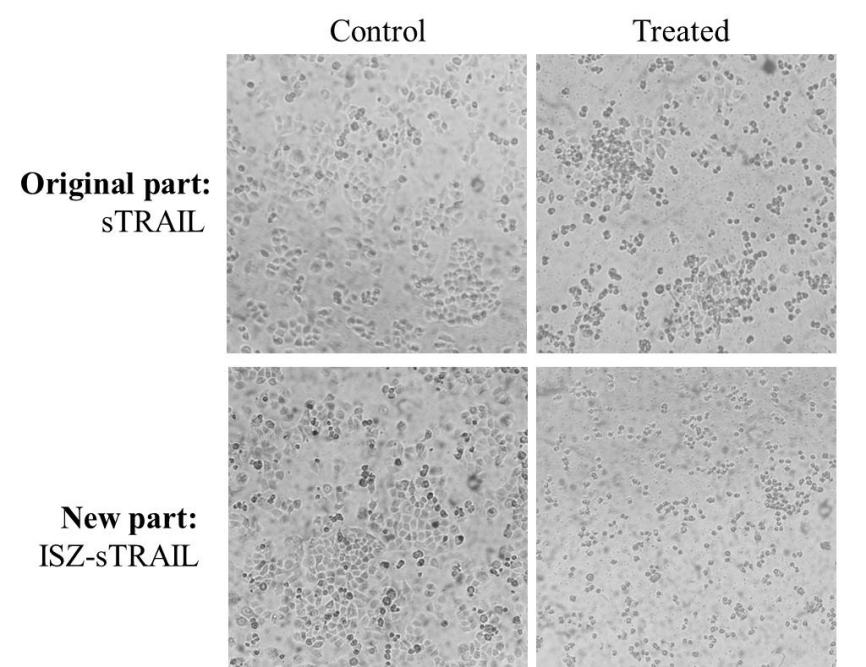 Control Treated
Original part:
sTRAIL
New part:
ISZ-sTRAIL